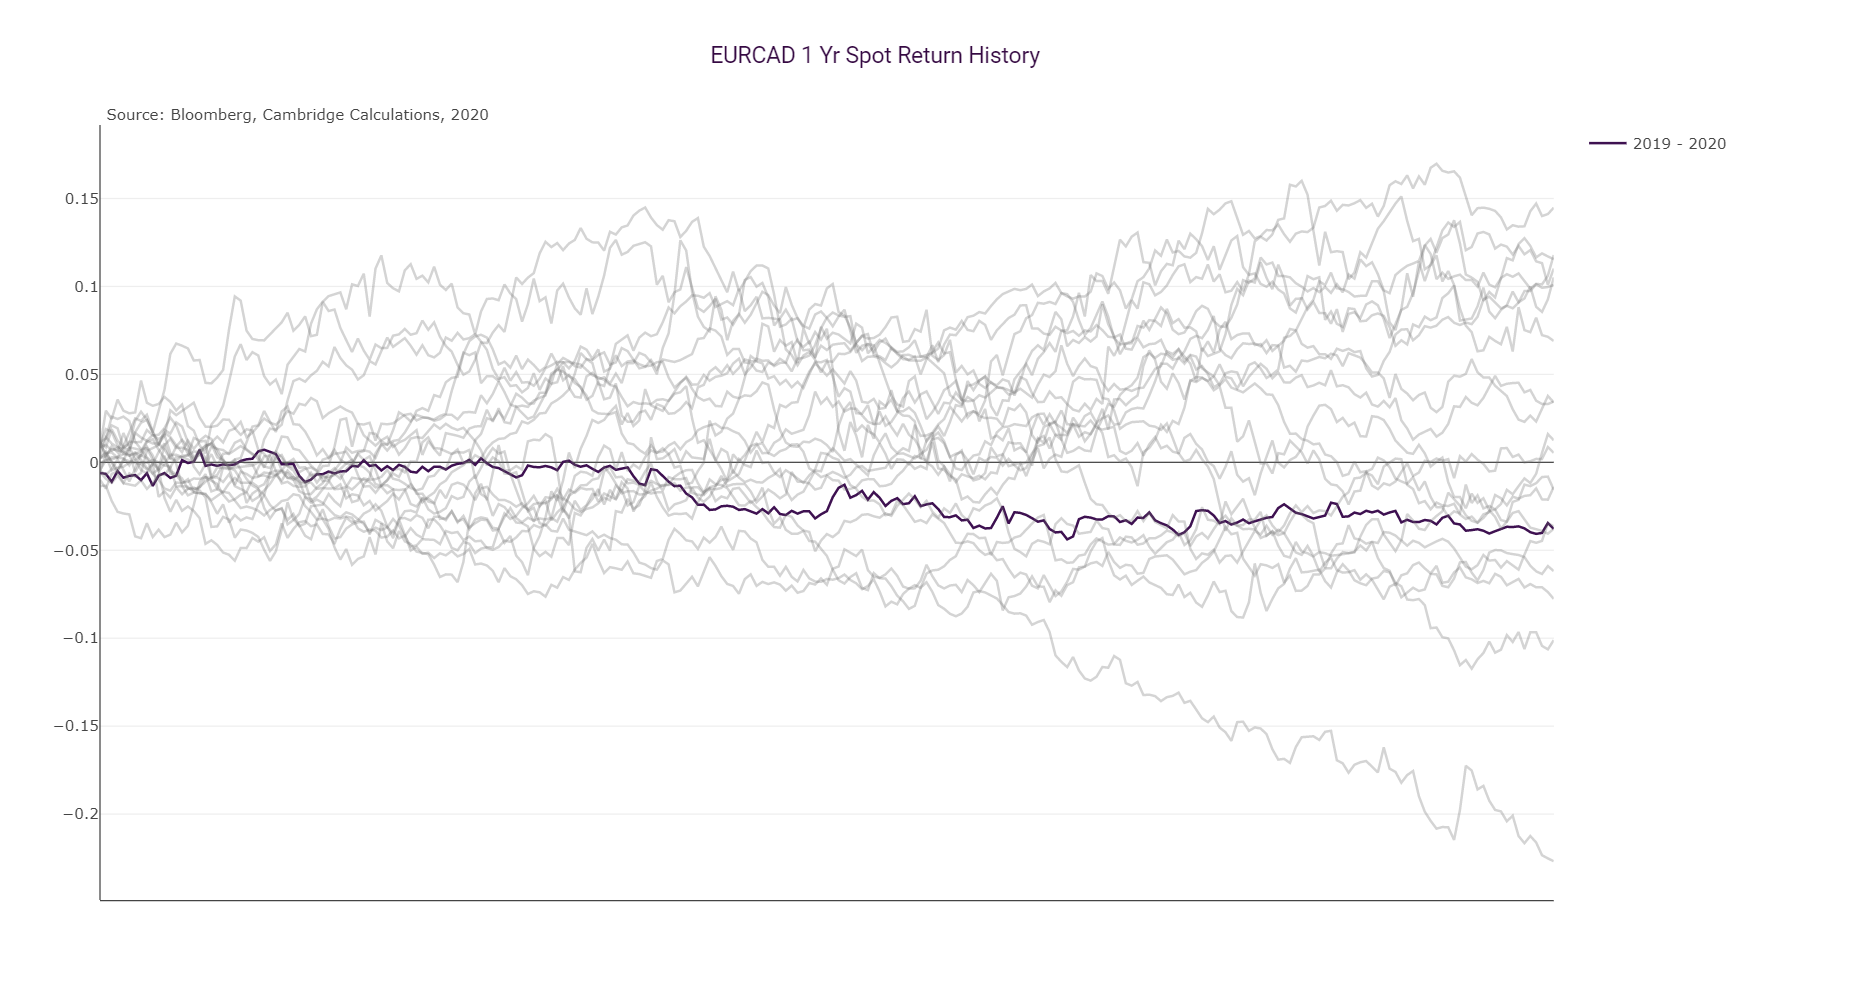 EURCAD 1 Yr Spot Return History
Source: Bloomberg, Cambridge Calculations, 2020
2019 - 2020
0.15
0.1
0.05
0
−0.05
−0.1
−0.15
−0.2